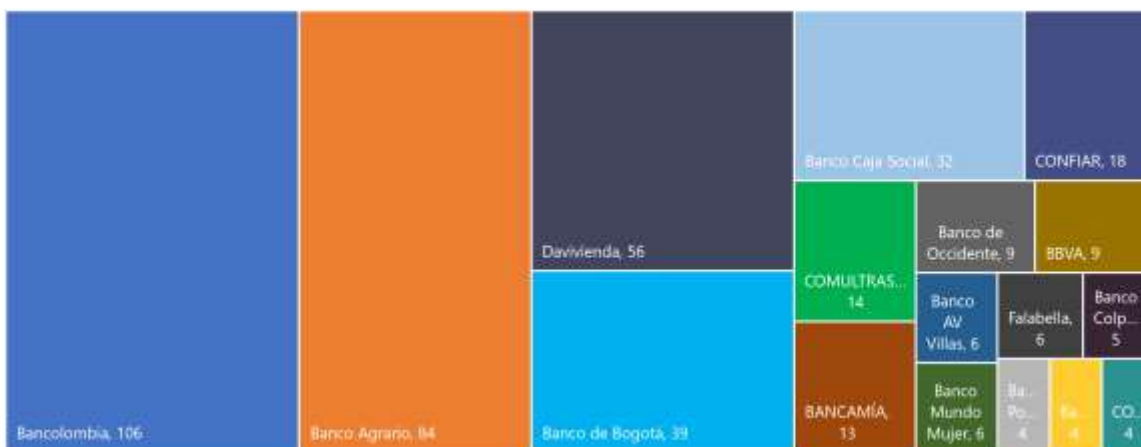 Bancolombia, 106
Banco Agrario, 84
Davivienda, 56
Banco de Bogotá, 39
Banco Caja Social, 32
CONFIAR, 18
COMULTRAS...
14
BANCAMÍA,
13
Banco de
Occidente, 9
BBVA, 9
Banco
AV
Villas, 6
Falabella,
6
Banco
Colp...
5
Banco
Mundo
Mujer, 6
Ba...
Po...
4
Ba...
4
CO...
4